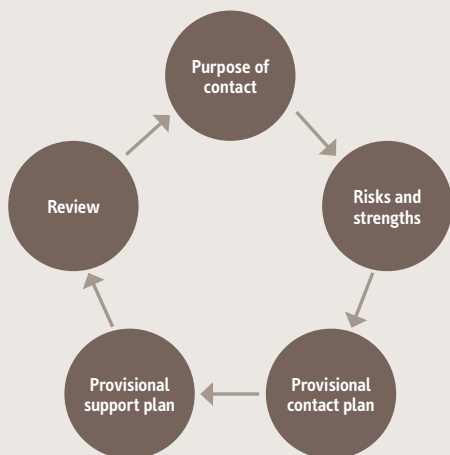 Purpose of
contact
Risks and
strengths
Provisional
contact plan
Provisional
support plan
Review